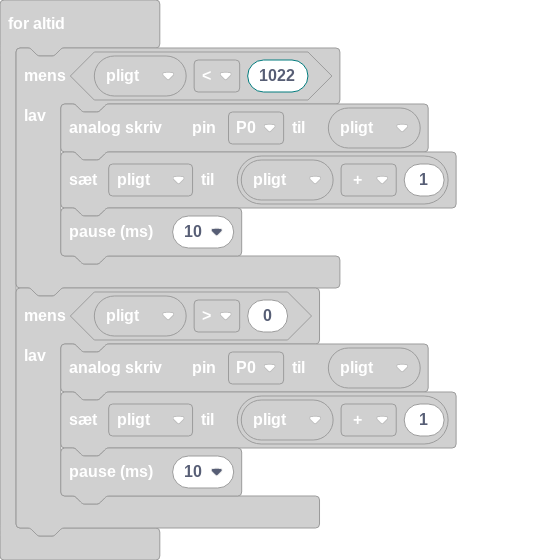 for altid
mens pligt < 1022
lav
analog skriv pin P0 til pligt
sæt pligt til pligt + 1
pause (ms) 10
mens pligt > 0
lav
analog skriv pin P0 til pligt
sæt pligt til pligt + 1
pause (ms) 10